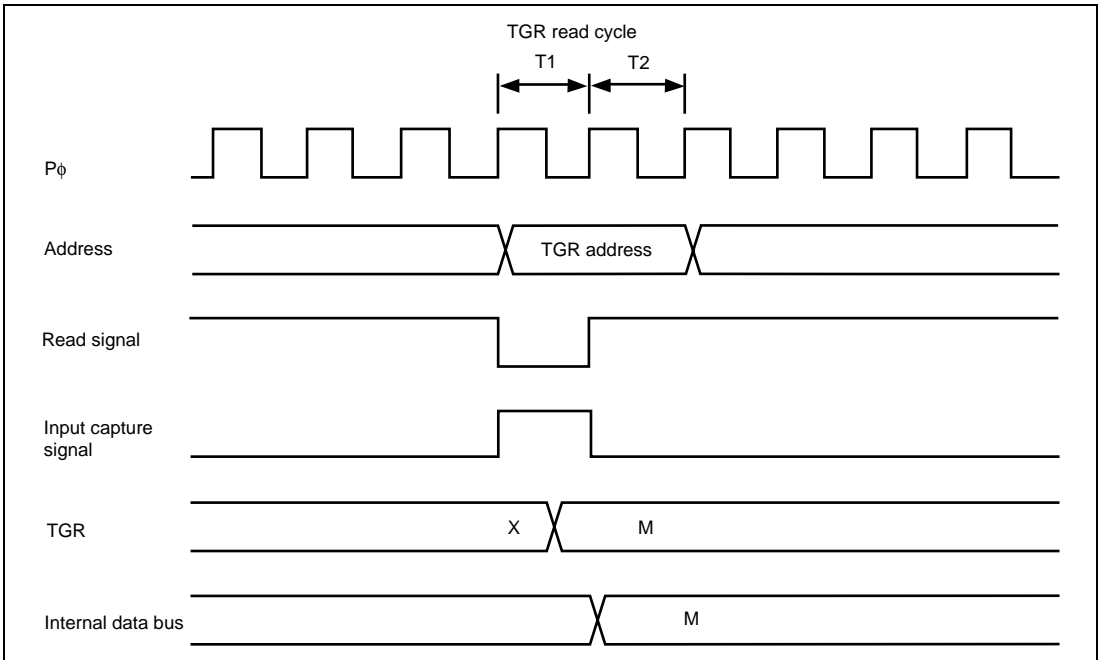 TGR read cycle
T1 T2
Pϕ
Address
TGR address
Read signal
Input capture
signal
TGR
X M
Internal data bus
M